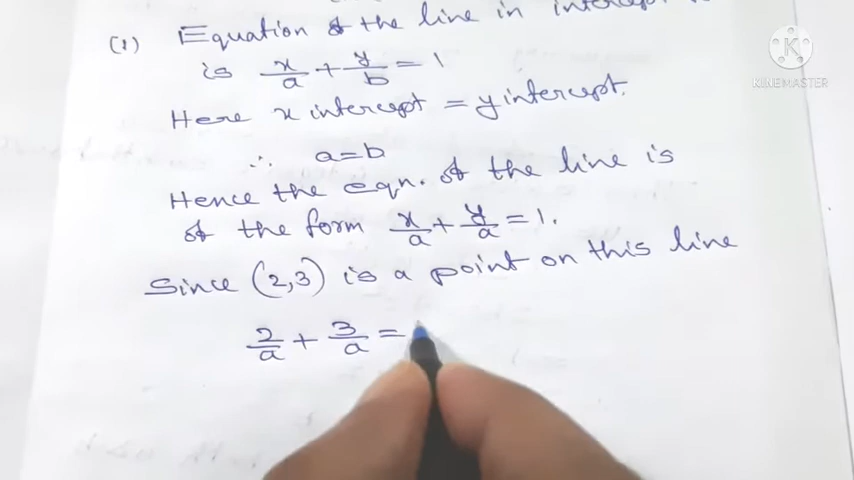 (1) Equation of the line in intercept
is x/a + y/b = 1
Here x intercept = y intercept.
∴ a=b
Hence the eqn. of the line is
of the form x/a + y/a = 1.
Since (2,3) is a point on this line
2/a + 3/a =
K
KINEMASTER